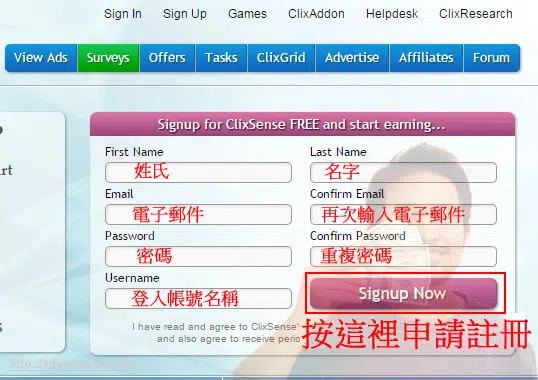 Sign In Sign Up Games ClixAddon Helpdesk ClixResearch
View Ads Surveys Offers Tasks ClixGrid Advertise Affiliates Forum
Signup for ClixSense FREE and start earning...
First Name Last Name
姓氏 名字
Email Confirm Email
電子郵件 再次輸入電子郵件
Password Confirm Password
密碼 重複密碼
Username
登入帳號名稱 Signup Now
I have read and agree to ClixSense'
and also agree to receive perio
按這裡申請註冊